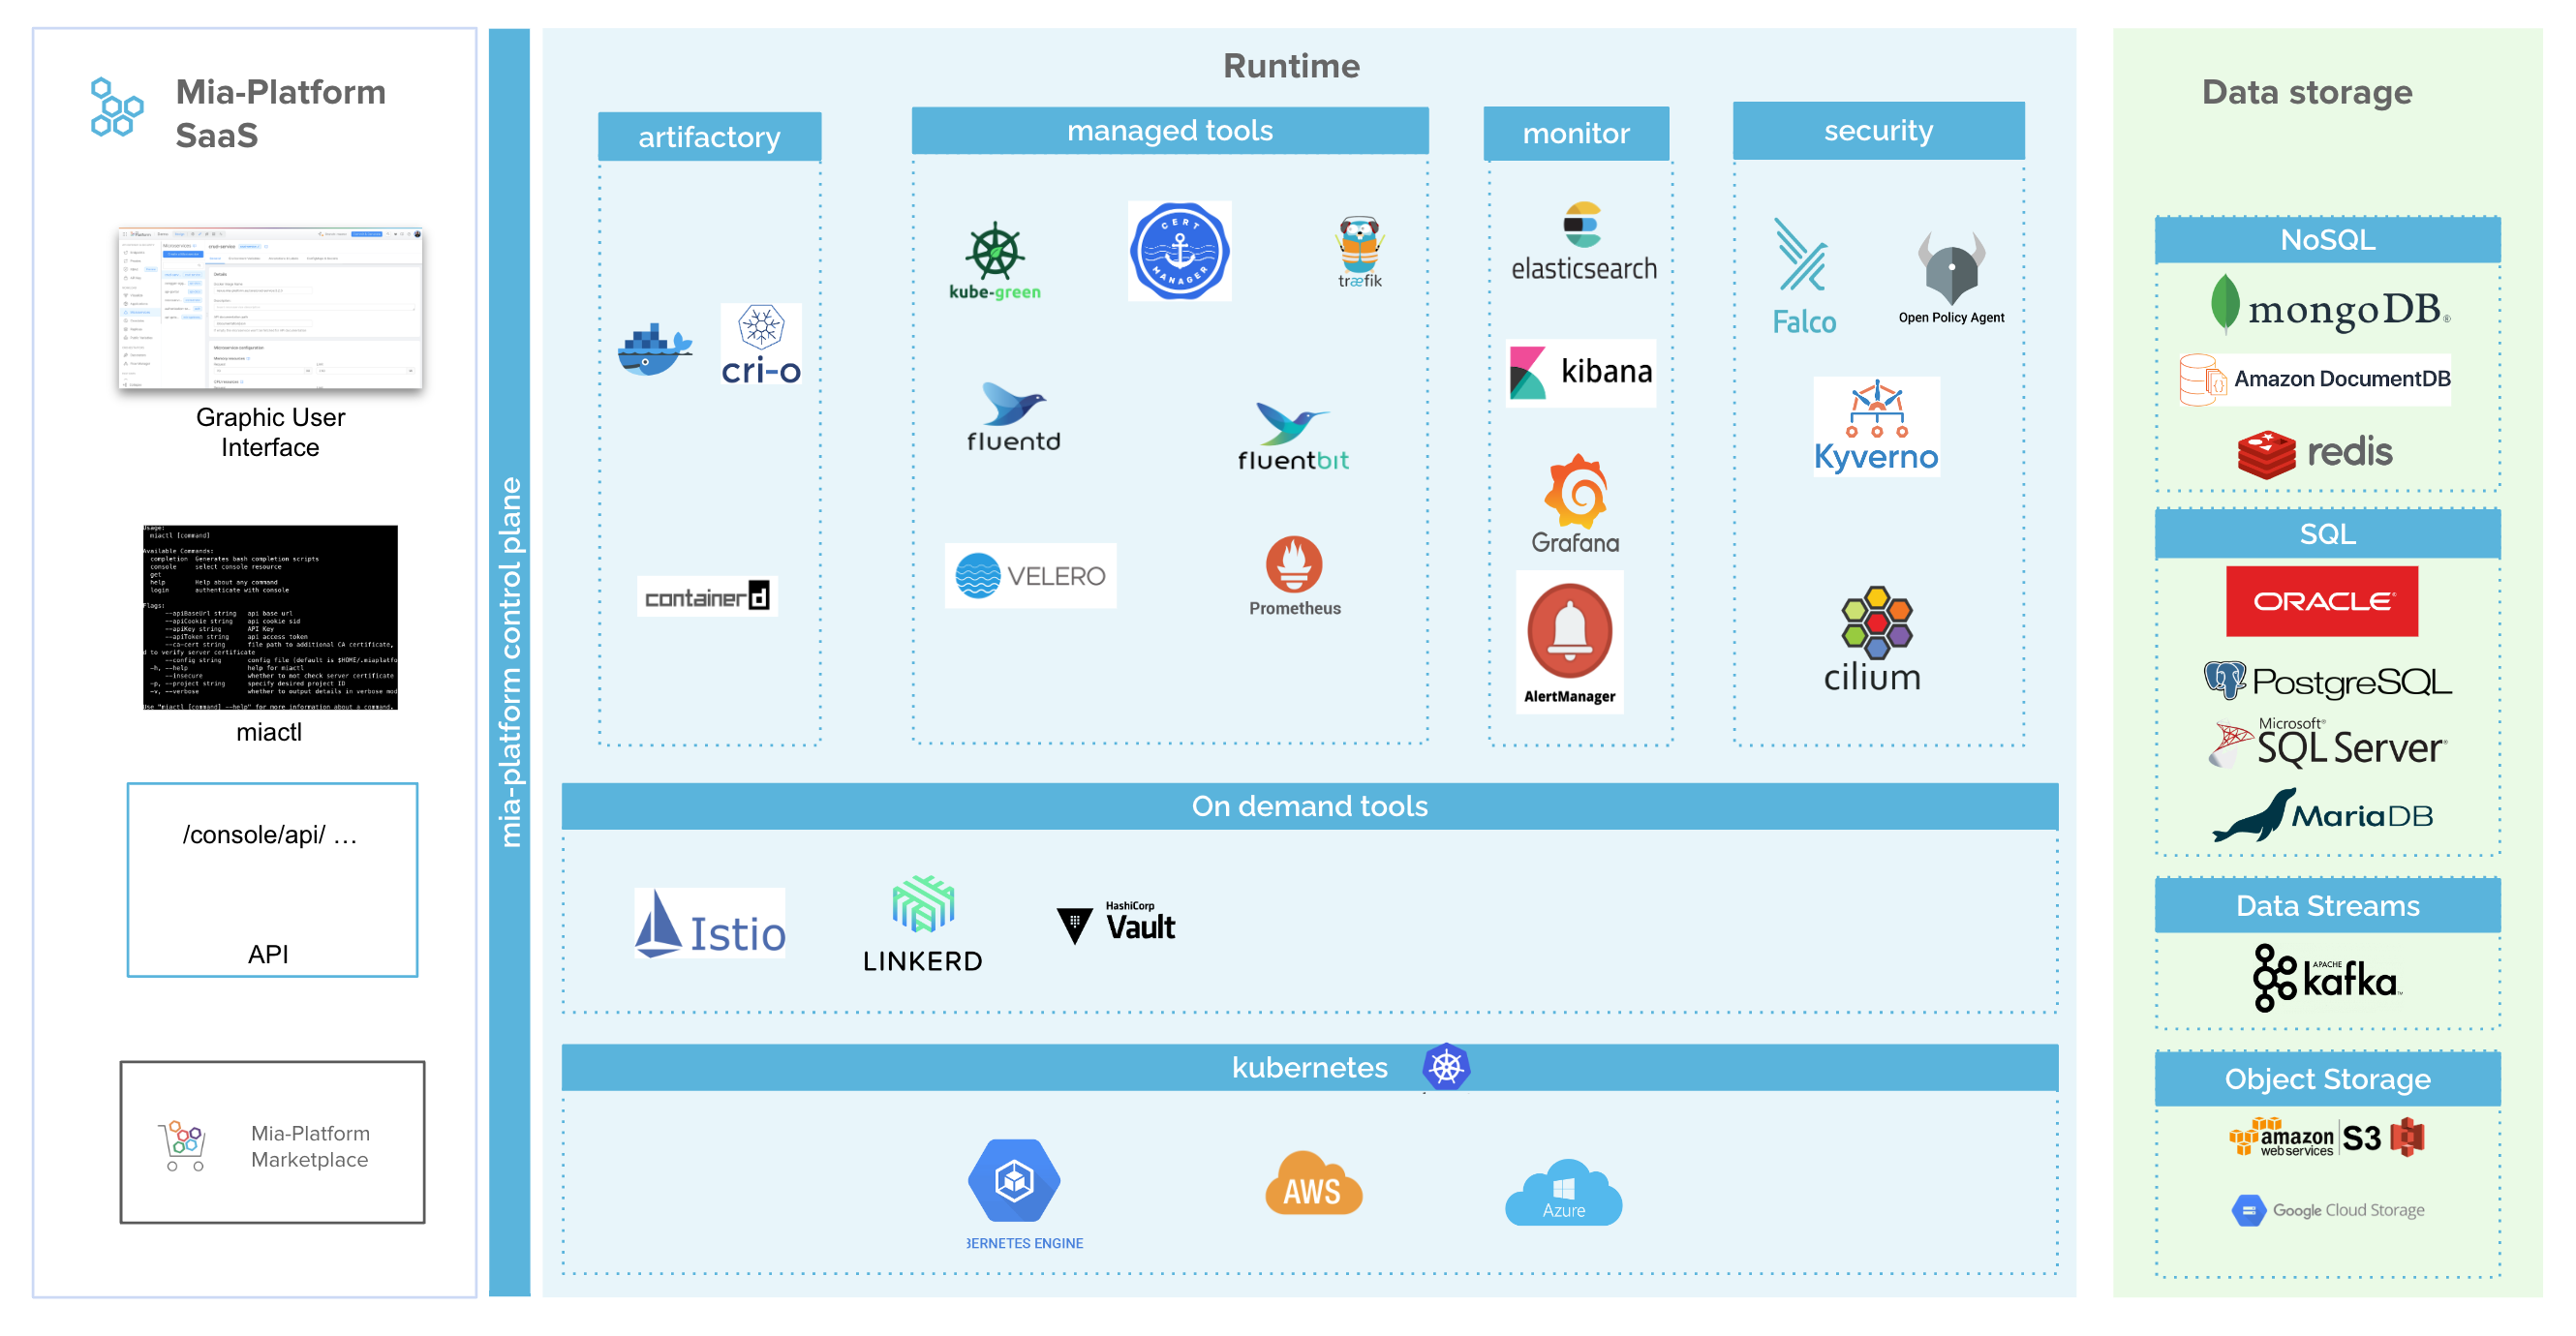 Mia-Platform
SaaS
Graphic User
Interface
Usage:
miactl [command]
Available Commands:
completion Generates bash completion scripts
console select console resource
get
help Help about any command
login authenticate with console
Flags:
--apiBaseUrl string api base url
--apiCookie string api cookie sid
--apiKey string API Key
--apiToken string api access token
--ca-cert string file path to additional CA certificate,
d to verify server certificate
--config string config file (default is $HOME/.miaplatfo
-h, --help help for miactl
--insecure whether to not check server certificate
-p, --project string specify desired project ID
-v, --verbose whether to output details in verbose mod
Use "miactl [command] --help" for more information about a command.
miactl
/console/api/ …
API
Mia-Platform
Marketplace
mia-platform control plane
Runtime
artifactory
cri-o
containerd
managed tools
kube-green
CERT
MANAGER
træfik
fluentd
fluentbit
VELERO
Prometheus
monitor
elasticsearch
kibana
Grafana
AlertManager
security
Falco
Open Policy Agent
Kyverno
cilium
On demand tools
Istio
LINKERD
HashiCorp
Vault
kubernetes
BERNETES ENGINE
AWS
Azure
Data storage
NoSQL
mongoDB®
Amazon DocumentDB
redis
SQL
ORACLE®
PostgreSQL
Microsoft®
SQL Server®
MariaDB
Data Streams
APACHE
kafka™
Object Storage
amazon
webservices
S3
Google Cloud Storage